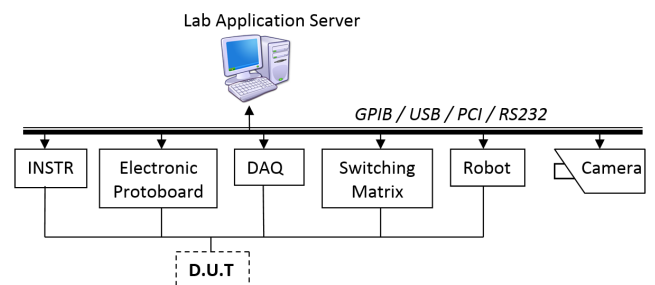 Lab Application Server
GPIB / USB / PCI / RS232
INSTR
Electronic
Protoboard
DAQ
Switching
Matrix
Robot
Camera
D.U.T